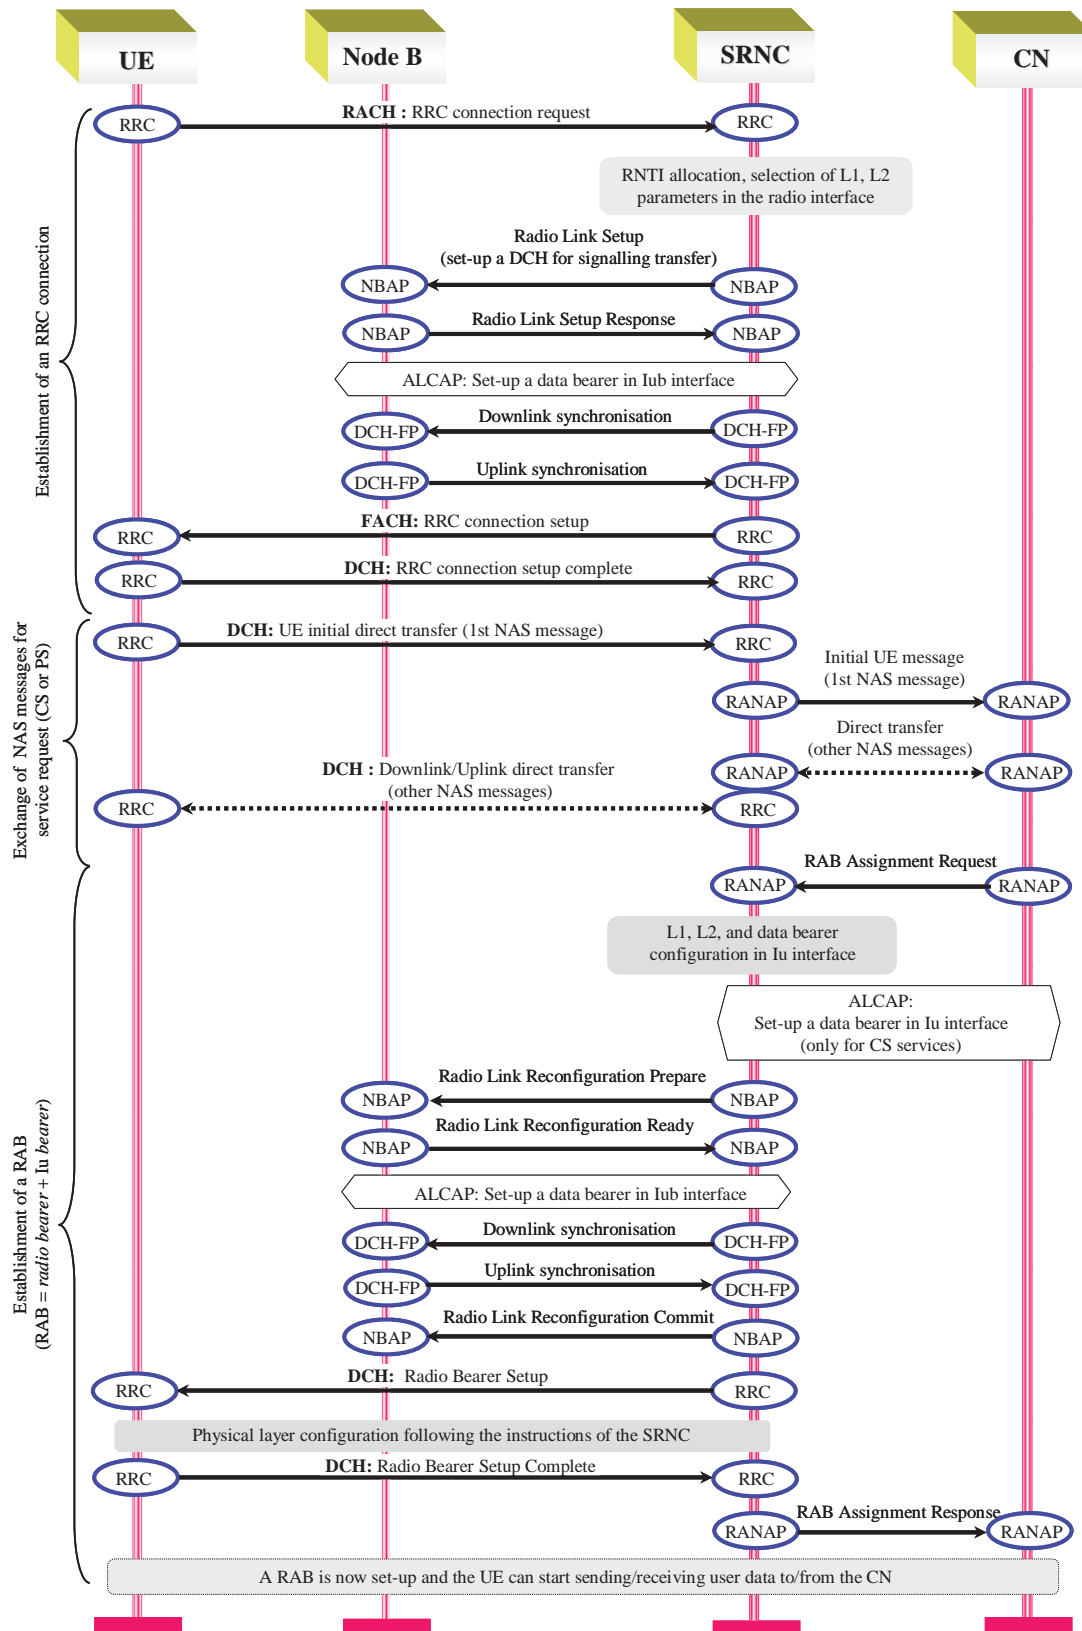 UE
Node B
SRNC
CN
RACH : RRC connection request
RRC
RRC
RNTI allocation, selection of L1, L2
parameters in the radio interface
Radio Link Setup
(set-up a DCH for signalling transfer)
NBAP
NBAP
Radio Link Setup Response
NBAP
NBAP
ALCAP: Set-up a data bearer in Iub interface
Downlink synchronisation
DCH-FP
DCH-FP
Uplink synchronisation
DCH-FP
DCH-FP
FACH: RRC connection setup
RRC
RRC
DCH: RRC connection setup complete
RRC
RRC
Establishment of an RRC connection
DCH: UE initial direct transfer (1st NAS message)
RRC
RRC
Initial UE message
(1st NAS message)
RANAP
RANAP
Direct transfer
(other NAS messages)
RANAP
RANAP
DCH : Downlink/Uplink direct transfer
(other NAS messages)
RRC
RRC
Exchange of NAS messages for
service request (CS or PS)
RAB Assignment Request
RANAP
RANAP
L1, L2, and data bearer
configuration in Iu interface
ALCAP:
Set-up a data bearer in Iu interface
(only for CS services)
Radio Link Reconfiguration Prepare
NBAP
NBAP
Radio Link Reconfiguration Ready
NBAP
NBAP
ALCAP: Set-up a data bearer in Iub interface
Downlink synchronisation
DCH-FP
DCH-FP
Uplink synchronisation
DCH-FP
DCH-FP
Radio Link Reconfiguration Commit
NBAP
NBAP
DCH: Radio Bearer Setup
RRC
RRC
Physical layer configuration following the instructions of the SRNC
DCH: Radio Bearer Setup Complete
RRC
RRC
RAB Assignment Response
RANAP
RANAP
Establishment of a RAB
(RAB = radio bearer + Iu bearer)
A RAB is now set-up and the UE can start sending/receiving user data to/from the CN